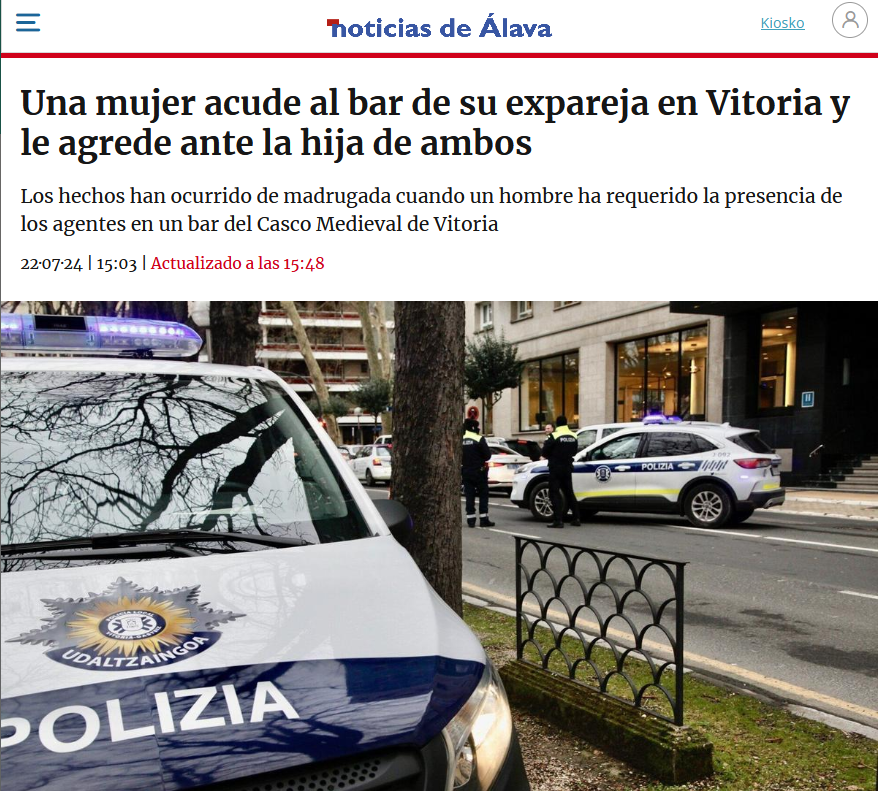 noticias de Álava
Kiosko
Una mujer acude al bar de su expareja en Vitoria y
le agrede ante la hija de ambos
Los hechos han ocurrido de madrugada cuando un hombre ha requerido la presencia de
los agentes en un bar del Casco Medieval de Vitoria
22·07·24 | 15:03 | Actualizado a las 15:48
POLIZIA
H
POLIZIA
UDALTZAINGOA
POLIZIA